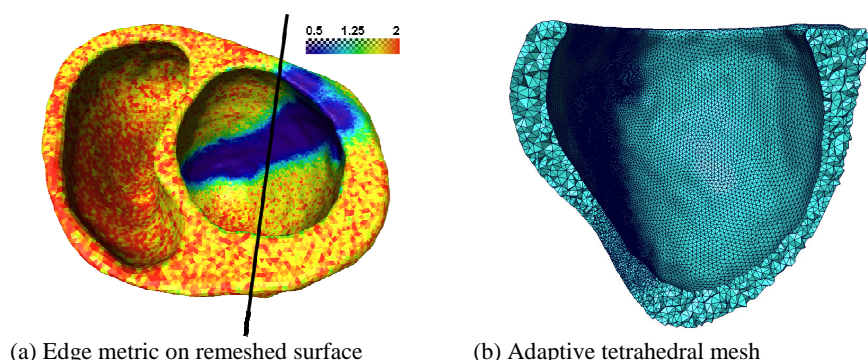 0.5 1.25 2
(a) Edge metric on remeshed surface
(b) Adaptive tetrahedral mesh